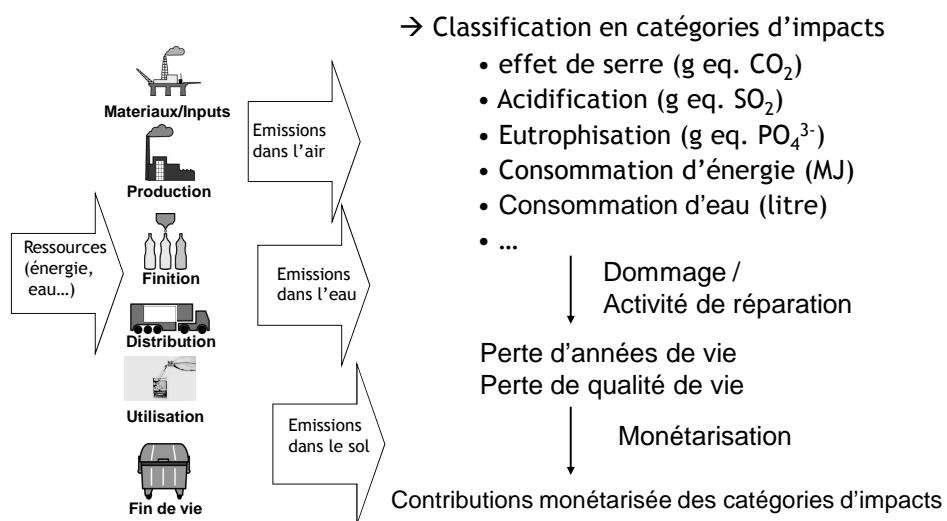 Materiaux/Inputs
Production
Finition
Distribution
Utilisation
Fin de vie
Ressources
(énergie,
eau…)
Emissions
dans l'air
Emissions
dans l'eau
Emissions
dans le sol
→ Classification en catégories d'impacts
• effet de serre (g eq. CO₂)
• Acidification (g eq. SO₂)
• Eutrophisation (g eq. PO₄³⁻)
• Consommation d'énergie (MJ)
• Consommation d'eau (litre)
• …
Dommage /
Activité de réparation
Perte d'années de vie
Perte de qualité de vie
Monétarisation
Contributions monétarisée des catégories d'impacts